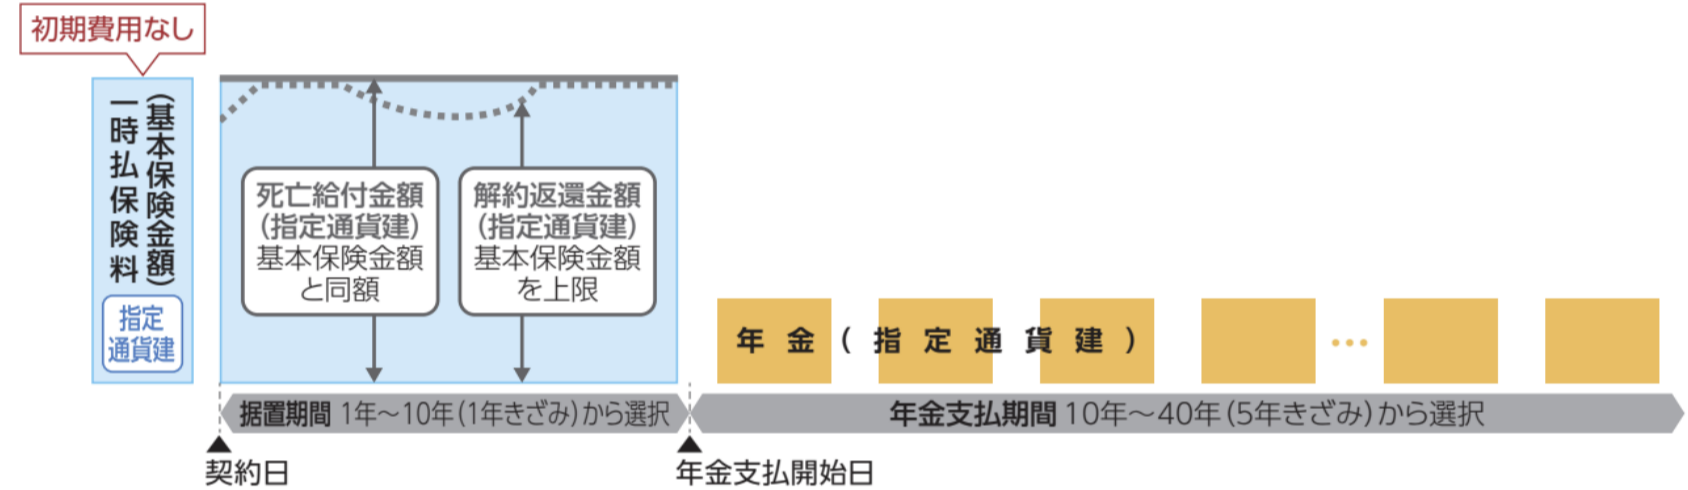 初期費用なし
一時払保険料
(基本保険金額)
指定
通貨建
死亡給付金額
(指定通貨建)
基本保険金額
と同額
解約返還金額
(指定通貨建)
基本保険金額
を上限
年金(指定通貨建)
…
据置期間 1年～10年(1年きざみ)から選択
年金支払期間 10年～40年(5年きざみ)から選択
契約日
年金支払開始日